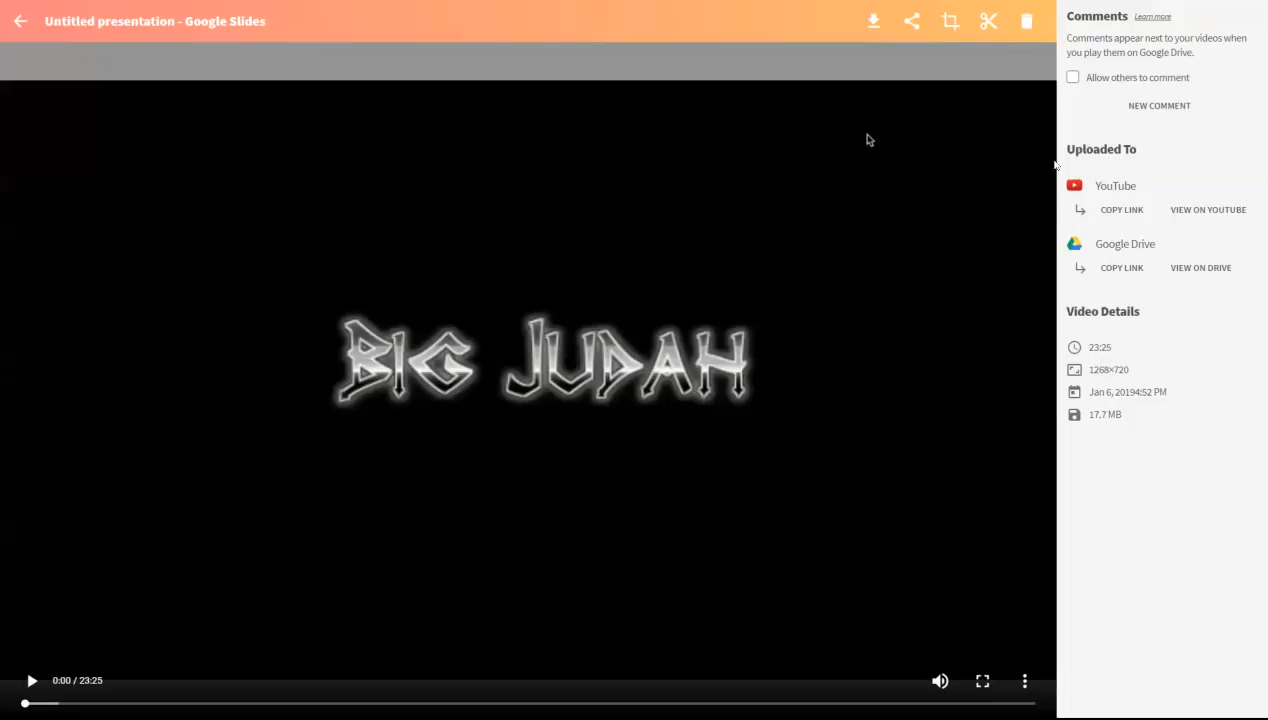 Untitled presentation - Google Slides
BIG JUDAH
0:00 / 23:25
Comments Learn more
Comments appear next to your videos when
you play them on Google Drive.
Allow others to comment
NEW COMMENT
Uploaded To
YouTube
COPY LINK VIEW ON YOUTUBE
Google Drive
COPY LINK VIEW ON DRIVE
Video Details
23:25
1268×720
Jan 6, 20194:52 PM
17.7 MB